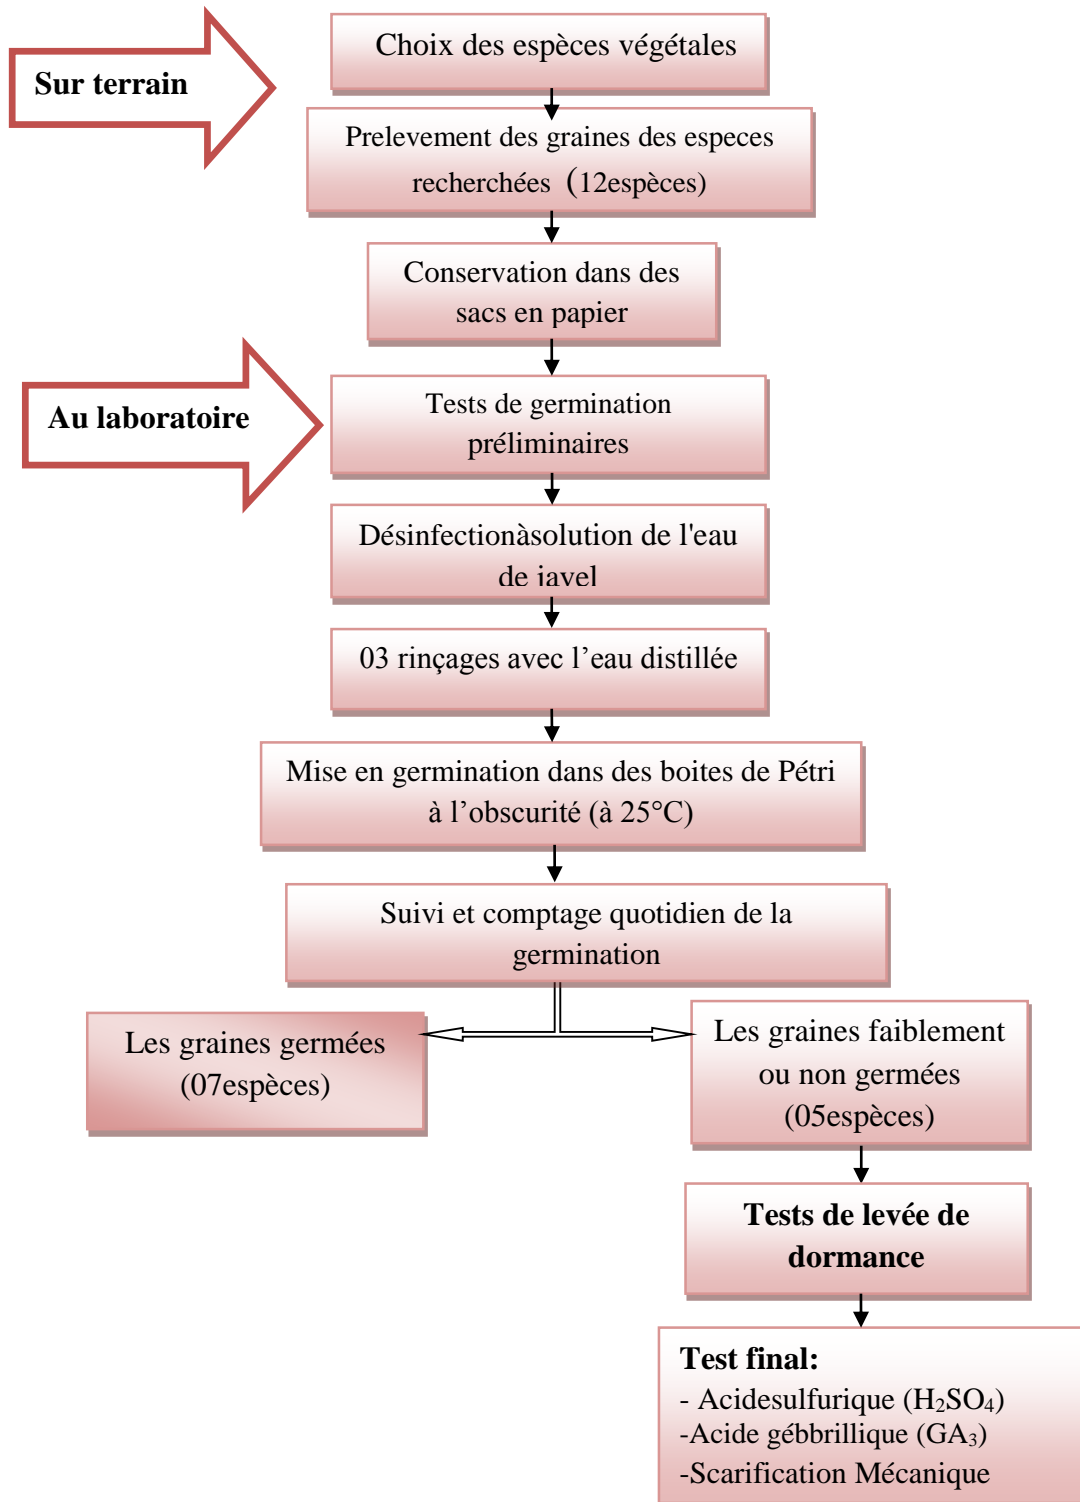 Choix des espèces végétales
Sur terrain
Prelevement des graines des especes
recherchées (12espèces)
Conservation dans des
sacs en papier
Au laboratoire
Tests de germination
préliminaires
Désinfectionàsolution de l'eau
de javel
03 rinçages avec l’eau distillée
Mise en germination dans des boites de Pétri
à l’obscurité (à 25°C)
Suivi et comptage quotidien de la
germination
Les graines germées
(07espèces)
Les graines faiblement
ou non germées
(05espèces)
Tests de levée de
dormance
Test final:
- Acidesulfurique (H₂SO₄)
-Acide gébbrillique (GA₃)
-Scarification Mécanique